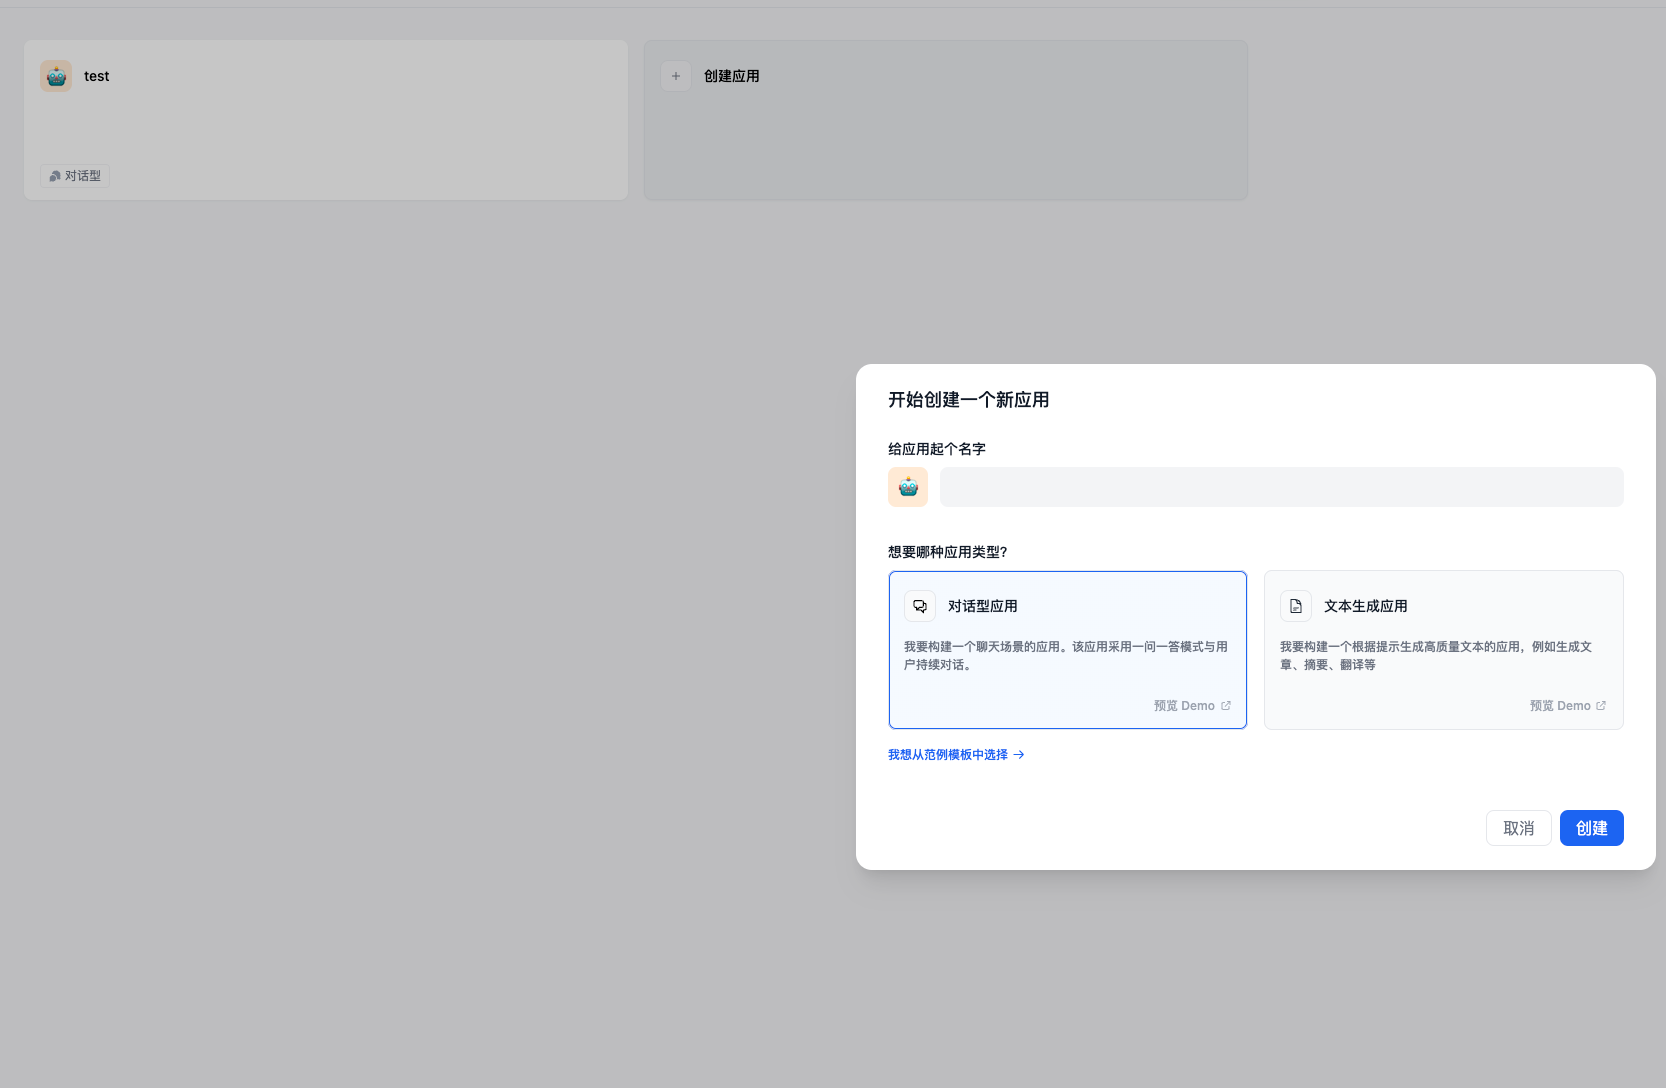 test
对话型
创建应用
开始创建一个新应用
给应用起个名字
想要哪种应用类型?
对话型应用
我要构建一个聊天场景的应用。该应用采用一问一答模式与用
户持续对话。
预览 Demo
文本生成应用
我要构建一个根据提示生成高质量文本的应用，例如生成文
章、摘要、翻译等
预览 Demo
我想从范例模板中选择 →
取消
创建